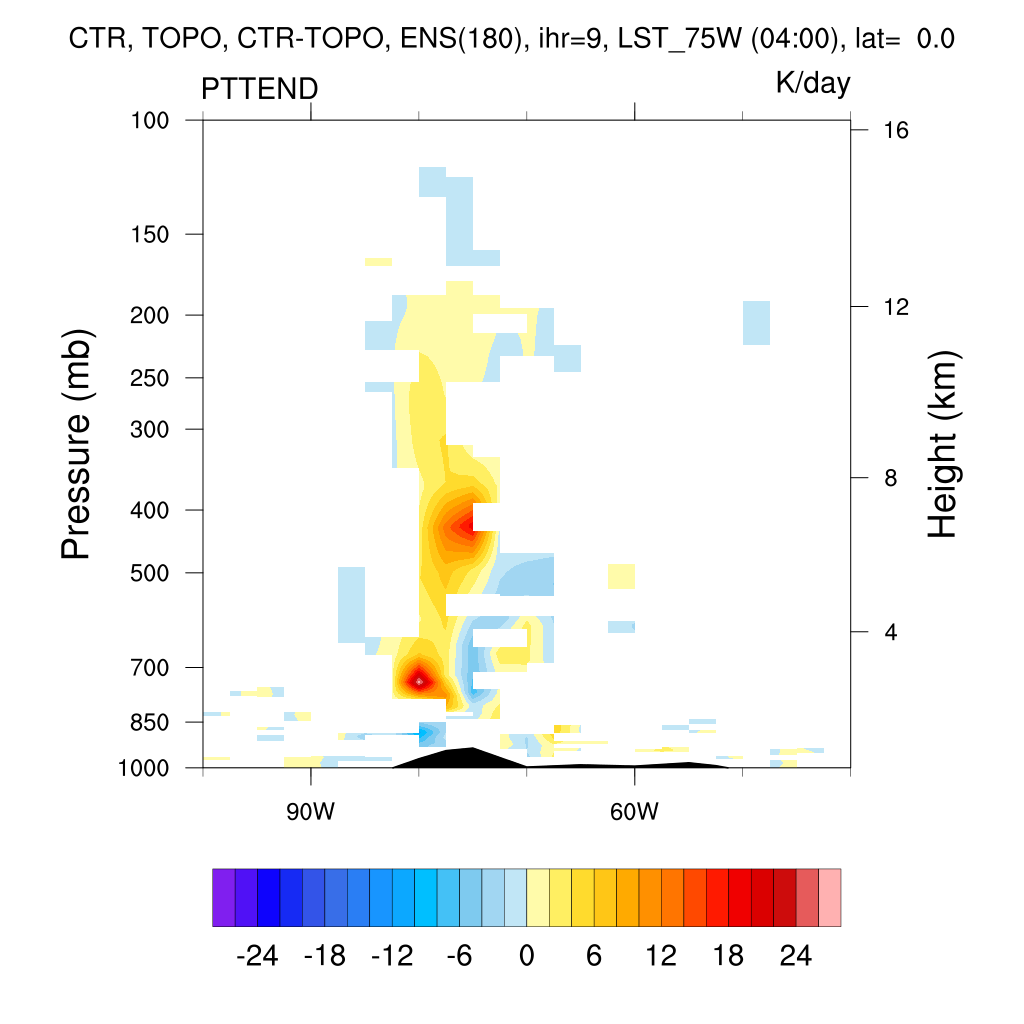 CTR, TOPO, CTR-TOPO, ENS(180), ihr=9, LST_75W (04:00), lat=  0.0
PTTEND K/day
100
150
200
250
300
400
500
700
850
1000
Pressure (mb)
16
12
8
4
Height (km)
90W 60W
-24 -18 -12 -6 0 6 12 18 24